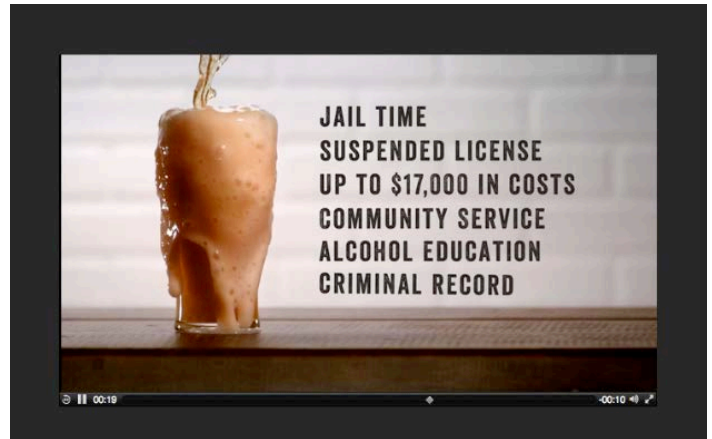 JAIL TIME
SUSPENDED LICENSE
UP TO $17,000 IN COSTS
COMMUNITY SERVICE
ALCOHOL EDUCATION
CRIMINAL RECORD
00:19
-00:10